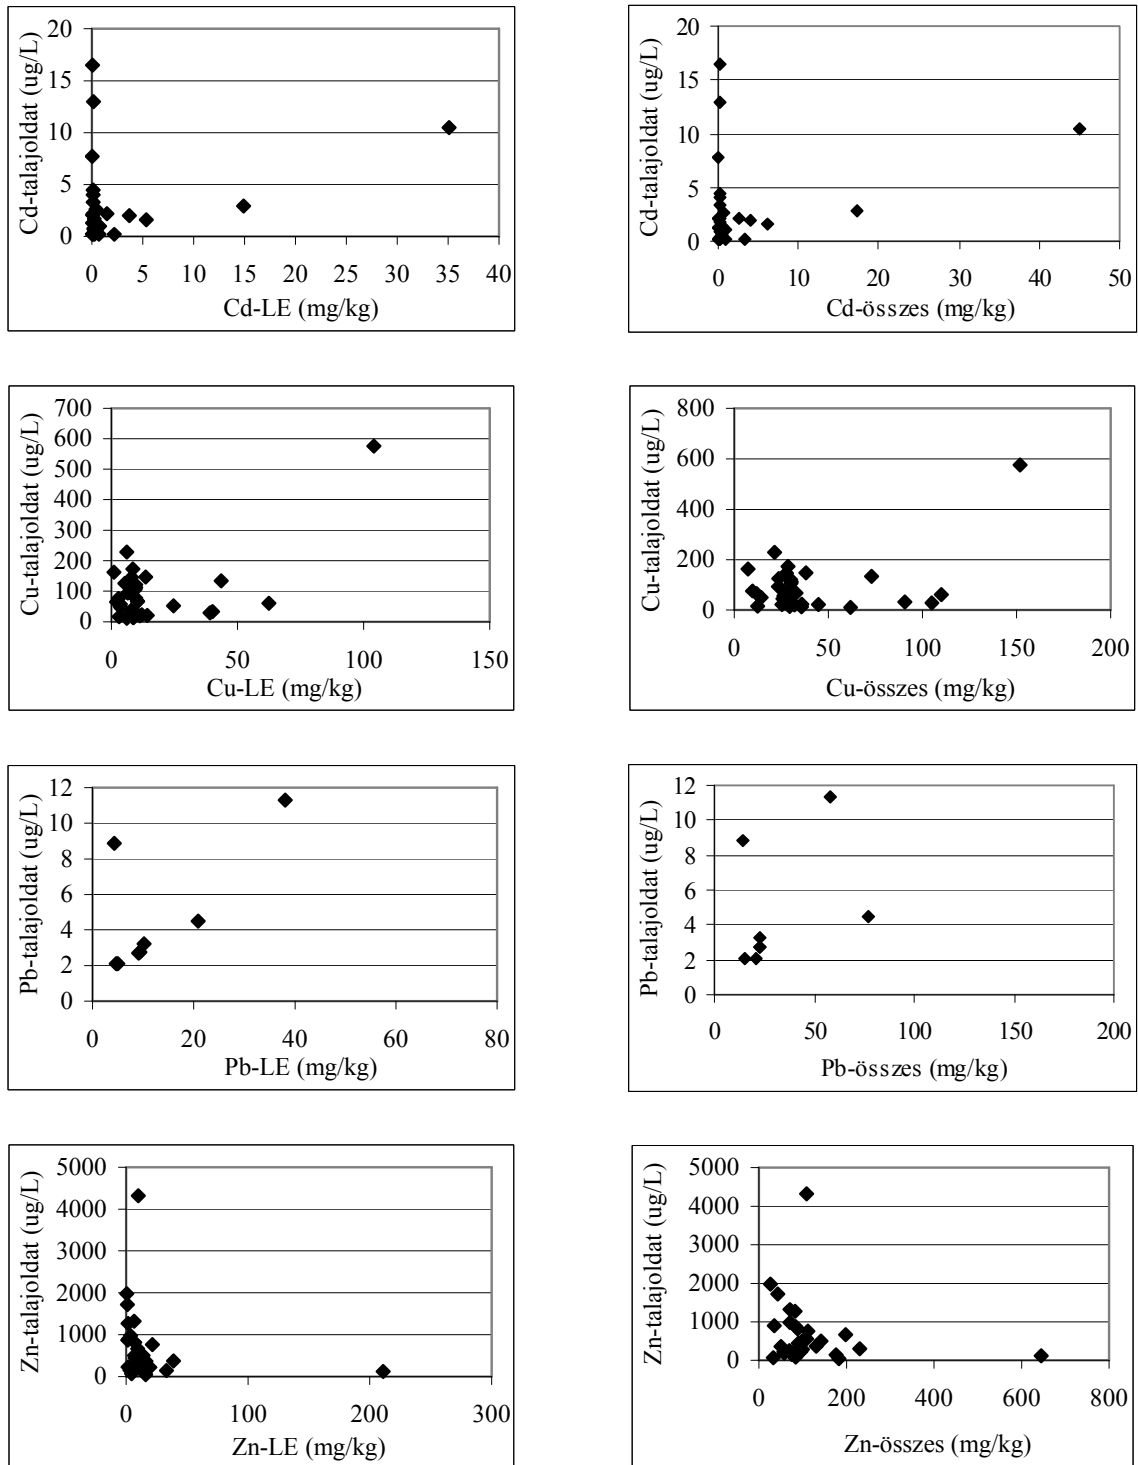 Cd-talajoldat (ug/L)
20
15
10
5
0
0 5 10 15 20 25 30 35 40
Cd-LE (mg/kg)
Cd-talajoldat (ug/L)
20
15
10
5
0
0 10 20 30 40 50
Cd-összes (mg/kg)
Cu-talajoldat (ug/L)
700
600
500
400
300
200
100
0
0 50 100 150
Cu-LE (mg/kg)
Cu-talajoldat (ug/L)
800
600
400
200
0
0 50 100 150 200
Cu-összes (mg/kg)
Pb-talajoldat (ug/L)
12
10
8
6
4
2
0
0 20 40 60 80
Pb-LE (mg/kg)
Pb-talajoldat (ug/L)
12
10
8
6
4
2
0
0 50 100 150 200
Pb-összes (mg/kg)
Zn-talajoldat (ug/L)
5000
4000
3000
2000
1000
0
0 100 200 300
Zn-LE (mg/kg)
Zn-talajoldat (ug/L)
5000
4000
3000
2000
1000
0
0 200 400 600 800
Zn-összes (mg/kg)